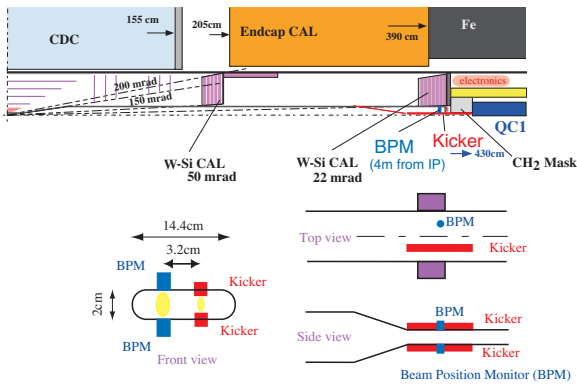 155 cm
CDC
205cm
Endcap CAL
390 cm
Fe
200 mrad
150 mrad
electronics
QC1
BPM
(4m from IP)
Kicker
430cm
W-Si CAL
50 mrad
W-Si CAL
22 mrad
CH2 Mask
14.4cm
3.2cm
BPM
Kicker
2cm
BPM
Kicker
Front view
Top view
BPM
Kicker
Side view
BPM
Kicker
Kicker
Beam Position Monitor (BPM)